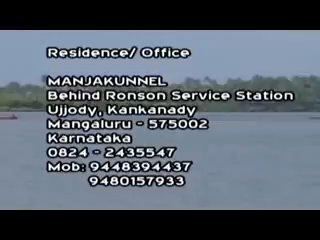 Residence/ Office
MANJAKUNNEL
Behind Ronson Service Station
Ujjody, Kankanady
Mangaluru - 575002
Karnataka
0824 - 2435547
Mob: 9448394437
9480157933